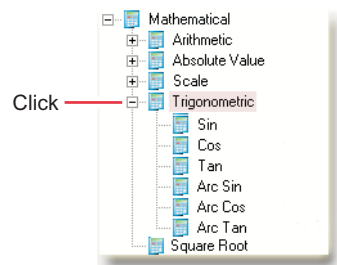 Mathematical
Arithmetic
Absolute Value
Scale
Click
Trigonometric
Sin
Cos
Tan
Arc Sin
Arc Cos
Arc Tan
Square Root